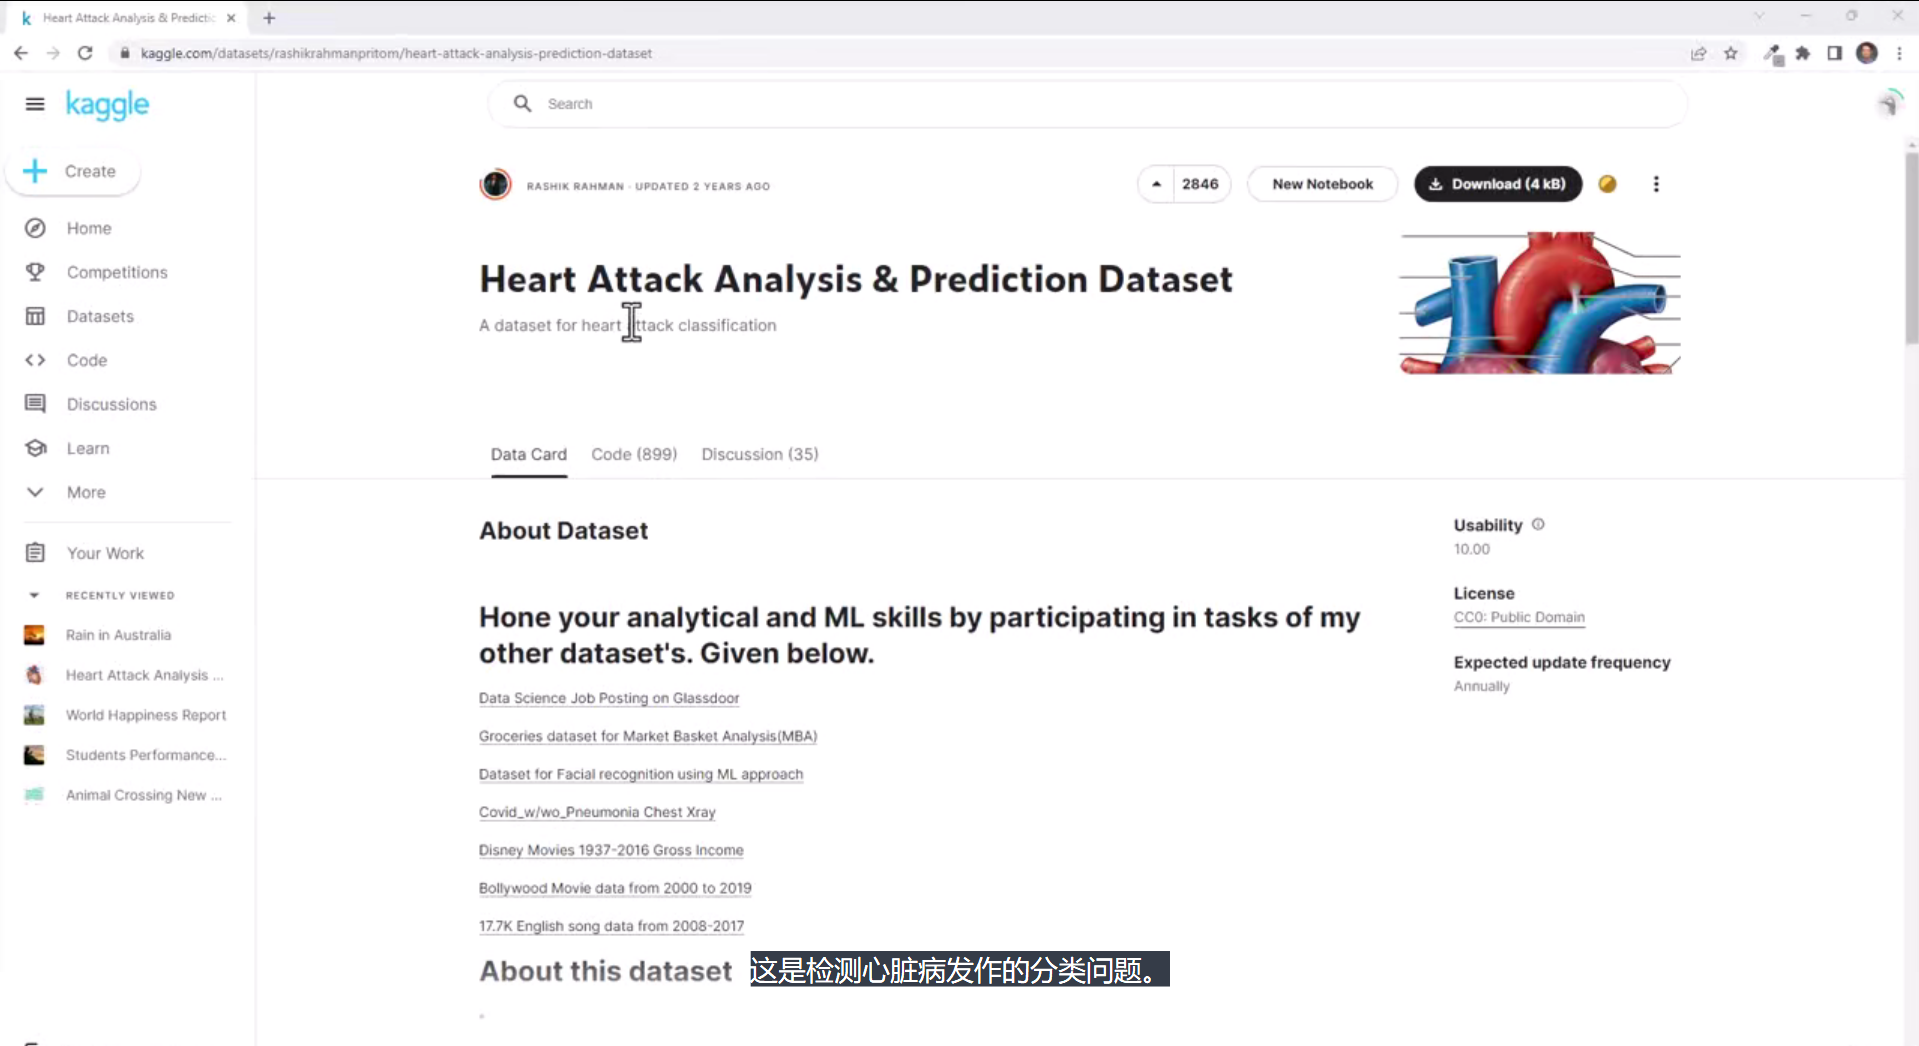 Heart Attack Analysis & Predictic
kaggle.com/datasets/rashikrahmanpritom/heart-attack-analysis-prediction-dataset
kaggle
Search
Create
Home
Competitions
Datasets
Code
Discussions
Learn
More
Your Work
RECENTLY VIEWED
Rain in Australia
Heart Attack Analysis ...
World Happiness Report
Students Performance...
Animal Crossing New ...
RASHIK RAHMAN · UPDATED 2 YEARS AGO
2846
New Notebook
Download (4 kB)
Heart Attack Analysis & Prediction Dataset
A dataset for heart attack classification
Data Card Code (899) Discussion (35)
About Dataset
Hone your analytical and ML skills by participating in tasks of my
other dataset's. Given below.
Data Science Job Posting on Glassdoor
Groceries dataset for Market Basket Analysis(MBA)
Dataset for Facial recognition using ML approach
Covid_w/wo_Pneumonia Chest Xray
Disney Movies 1937-2016 Gross Income
Bollywood Movie data from 2000 to 2019
17.7K English song data from 2008-2017
About this dataset
这是检测心脏病发作的分类问题。
Usability
10.00
License
CC0: Public Domain
Expected update frequency
Annually